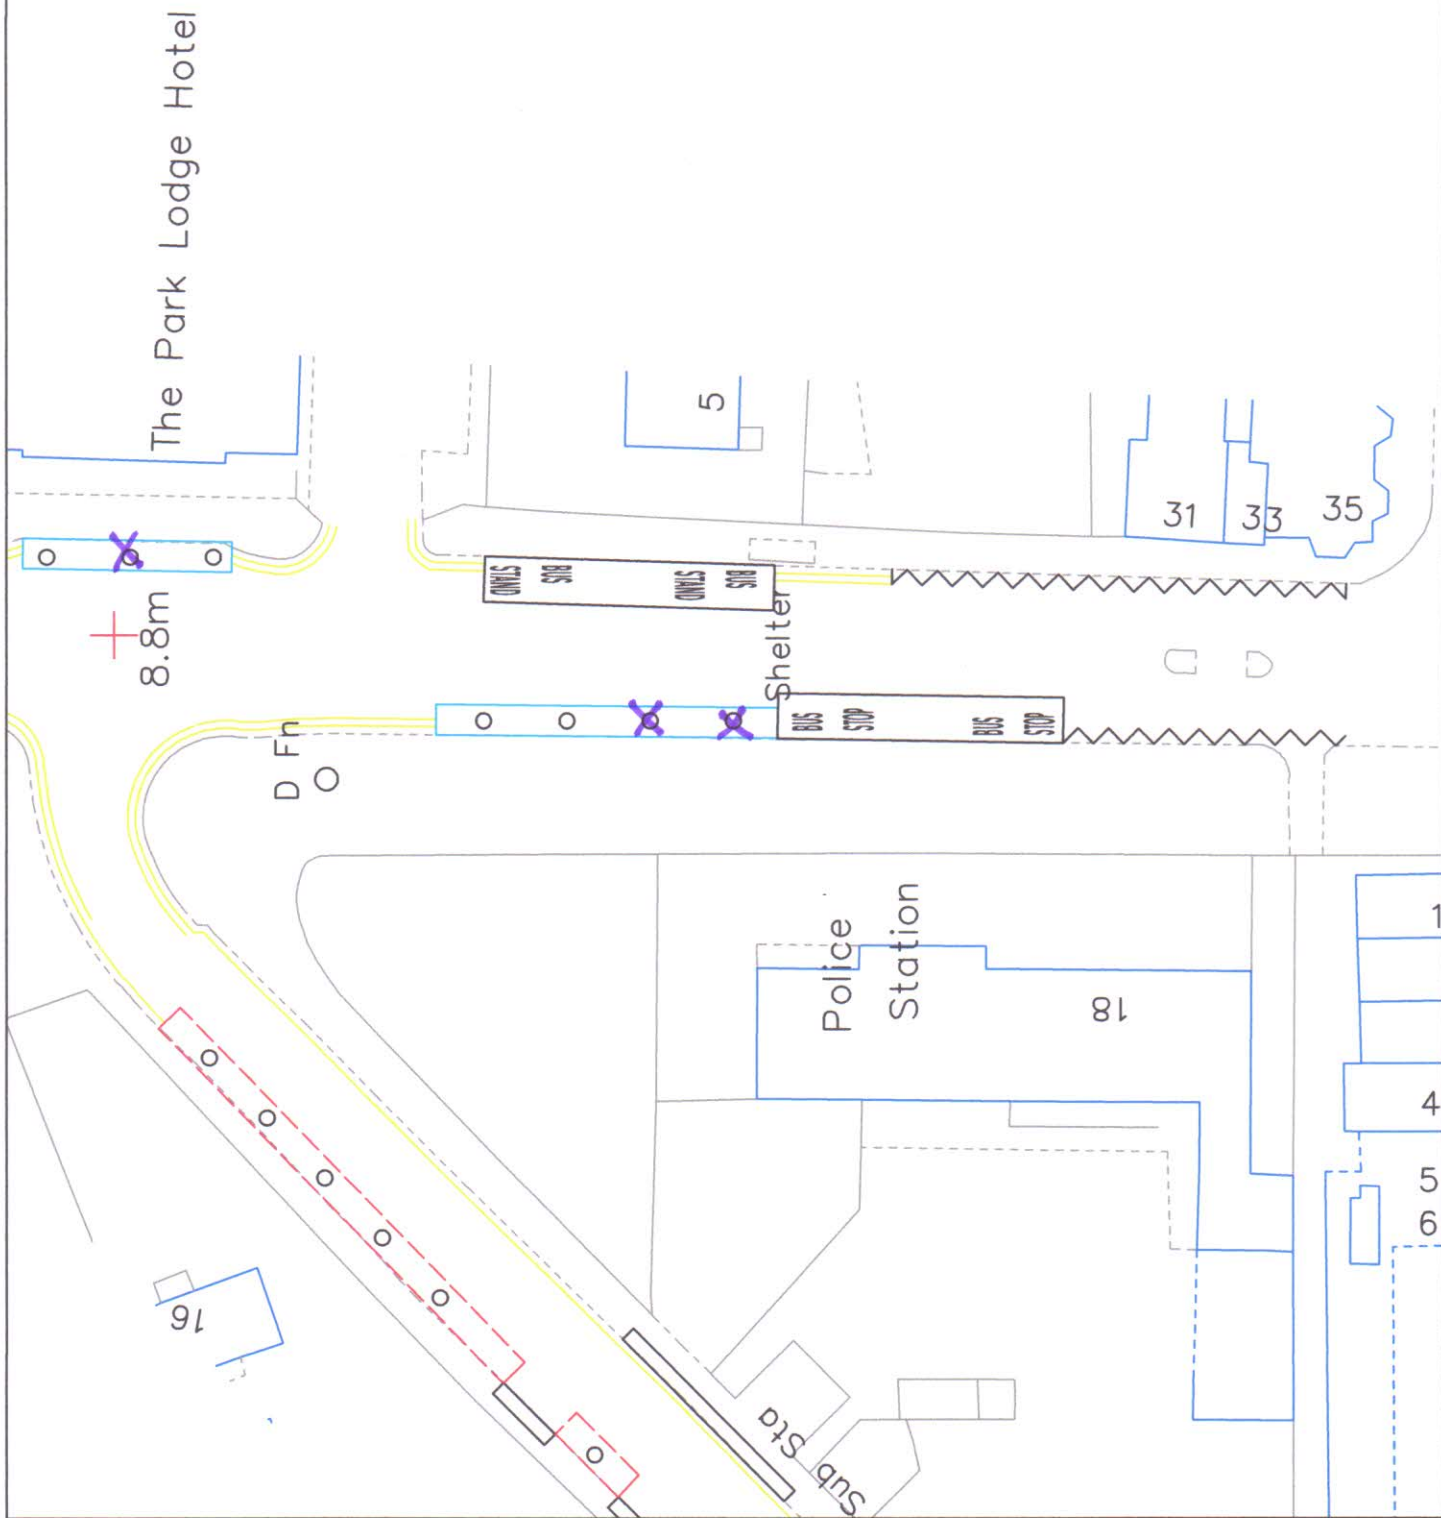 The Park Lodge Hotel
8.8m
5
31
33
35
STAND
BUS
STAND
BUS
Shelter
BUS
STOP
BUS
STOP
D Fn
Police
Station
18
1
4
5
6
16
Sub Sta